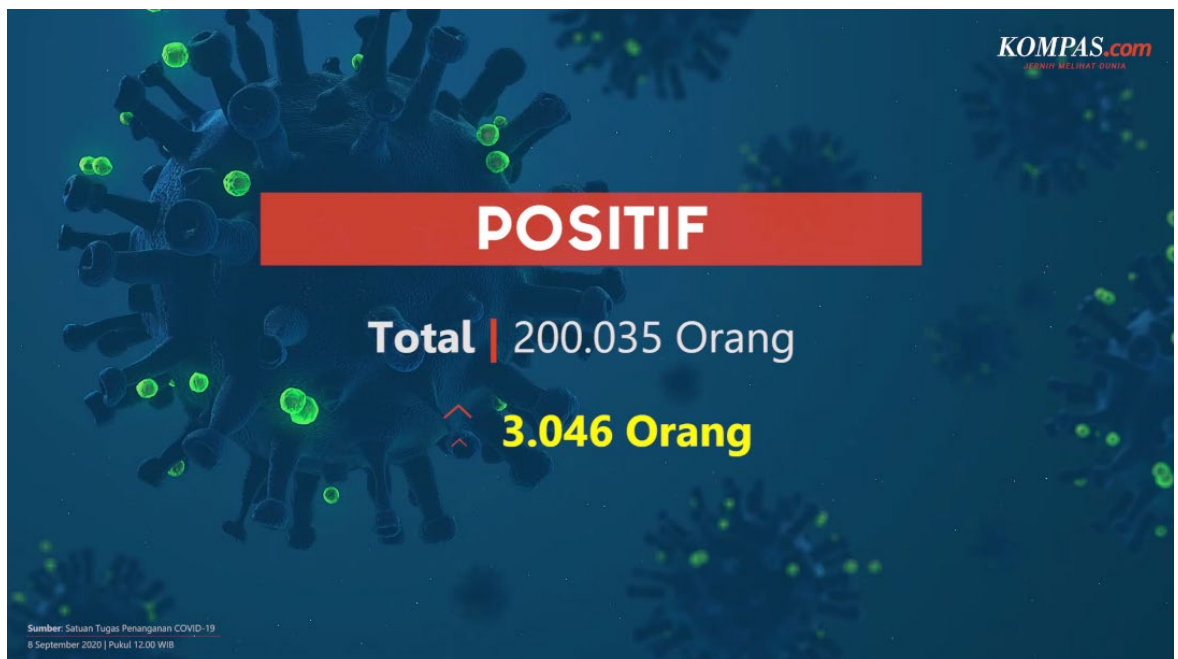 KOMPAS.com
JERNIH MELIHAT DUNIA
POSITIF
Total | 200.035 Orang
3.046 Orang
Sumber: Satuan Tugas Penanganan COVID-19
8 September 2020 | Pukul 12.00 WIB